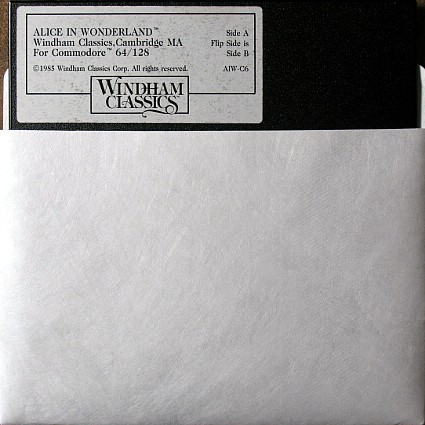 ALICE IN WONDERLAND™ Side A
Windham Classics,Cambridge MA Flip Side is
For Commodore™ 64/128 Side B
©1985 Windham Classics Corp. All rights reserved. AIW-C6
WINDHAM
CLASSICS